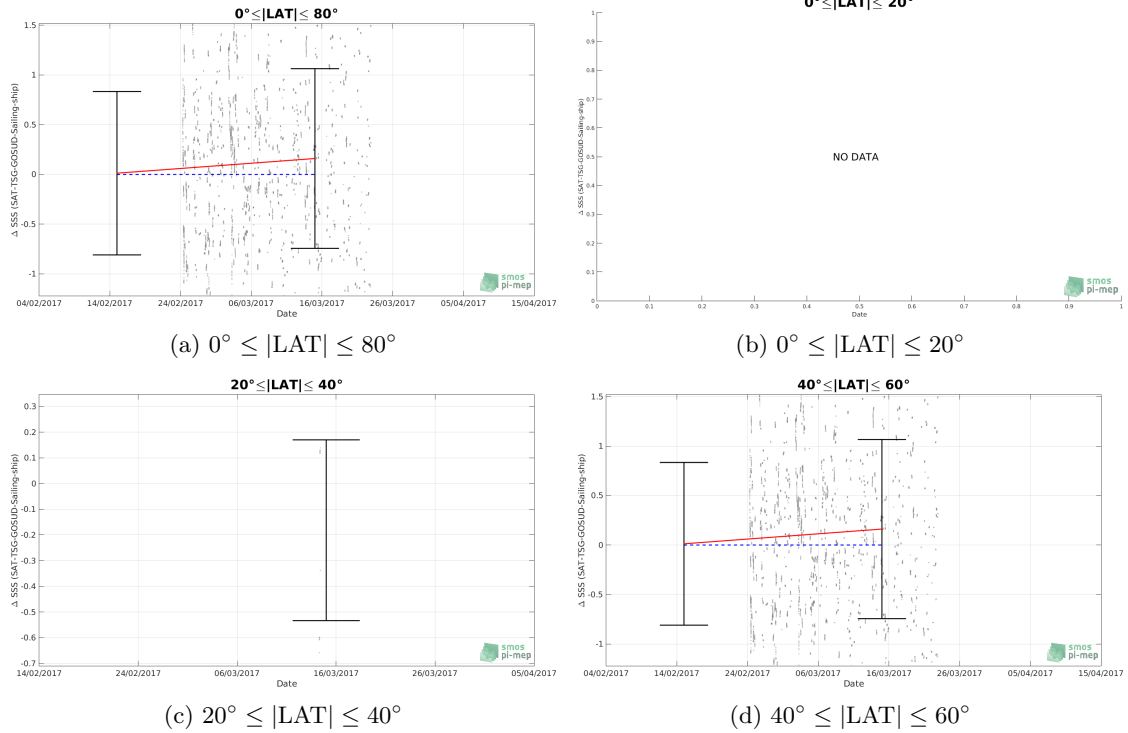 0°≤|LAT|≤ 80°
1.5
1
0.5
0
-0.5
-1
Δ SSS (SAT-TSG-GOSUD-Sailing-ship)
04/02/2017 14/02/2017 24/02/2017 6/03/2017 16/03/2017 26/03/2017 5/04/2017 15/04/2017
Date
smos
pi-mep
(a) 0° ≤ |LAT| ≤ 80°
0°≤|LAT|≤ 20°
1
0.9
0.8
0.7
0.6
0.5
0.4
0.3
0.2
0.1
0
Δ SSS (SAT-TSG-GOSUD-Sailing-ship)
NO DATA
0 0.1 0.2 0.3 0.4 0.5 0.6 0.7 0.8 0.9 1
Date
smos
pi-mep
(b) 0° ≤ |LAT| ≤ 20°
20°≤|LAT|≤ 40°
0.3
0.2
0.1
0
-0.1
-0.2
-0.3
-0.4
-0.5
-0.6
-0.7
Δ SSS (SAT-TSG-GOSUD-Sailing-ship)
14/02/2017 24/02/2017 06/03/2017 16/03/2017 26/03/2017 5/04/2017
Date
smos
pi-mep
(c) 20° ≤ |LAT| ≤ 40°
40°≤|LAT|≤ 60°
1.5
1
0.5
0
-0.5
-1
Δ SSS (SAT-TSG-GOSUD-Sailing-ship)
04/02/2017 14/02/2017 24/02/2017 06/03/2017 16/03/2017 26/03/2017 05/04/2017 15/04/2017
Date
smos
pi-mep
(d) 40° ≤ |LAT| ≤ 60°